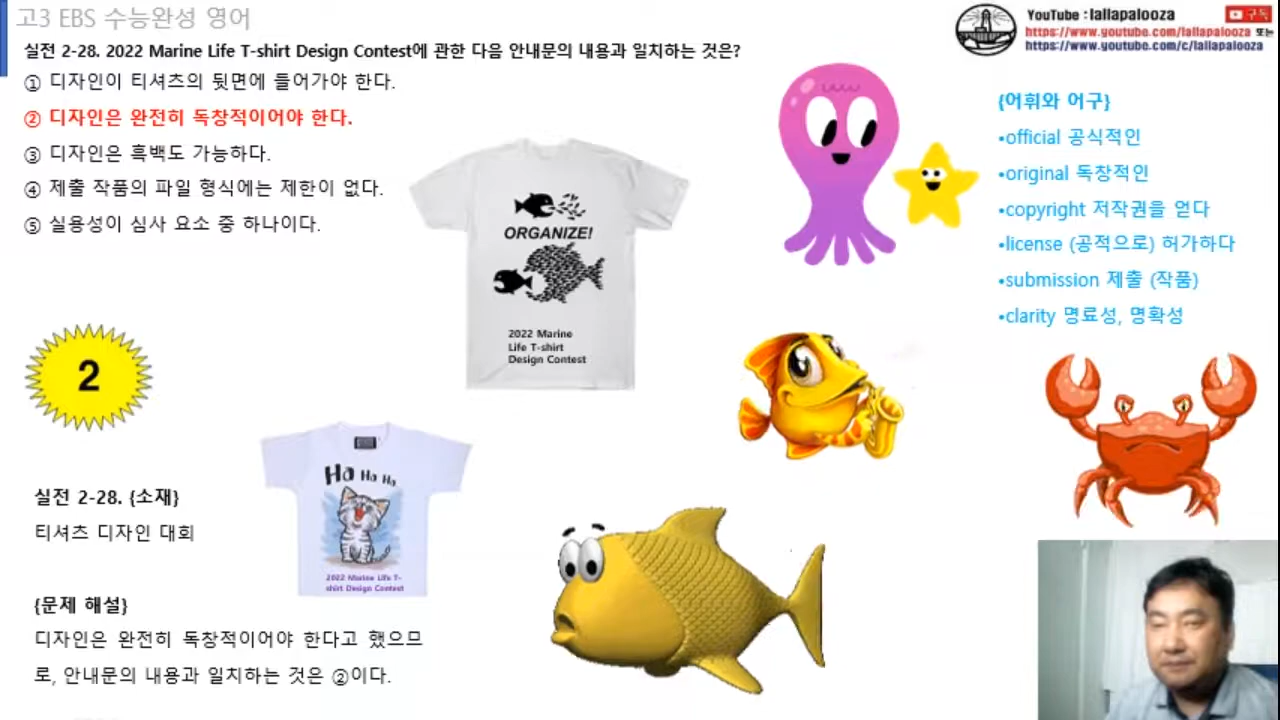 고3 EBS 수능완성 영어
YouTube : lallapalooza
구독
https://www.youtube.com/lallapalooza 또는
https://www.youtube.com/c/lallapalooza
실전 2-28. 2022 Marine Life T-shirt Design Contest에 관한 다음 안내문의 내용과 일치하는 것은?
① 디자인이 티셔츠의 뒷면에 들어가야 한다.
② 디자인은 완전히 독창적이어야 한다.
③ 디자인은 흑백도 가능하다.
④ 제출 작품의 파일 형식에는 제한이 없다.
⑤ 실용성이 심사 요소 중 하나이다.
ORGANIZE!
2022 Marine
Life T-shirt
Design Contest
{어휘와 어구}
•official 공식적인
•original 독창적인
•copyright 저작권을 얻다
•license (공적으로) 허가하다
•submission 제출 (작품)
•clarity 명료성, 명확성
2
Ha Ha Ha
2022 Marine Life T-
shirt Design Contest
실전 2-28. {소재}
티셔츠 디자인 대회
{문제 해설}
디자인은 완전히 독창적이어야 한다고 했으므
로, 안내문의 내용과 일치하는 것은 ②이다.